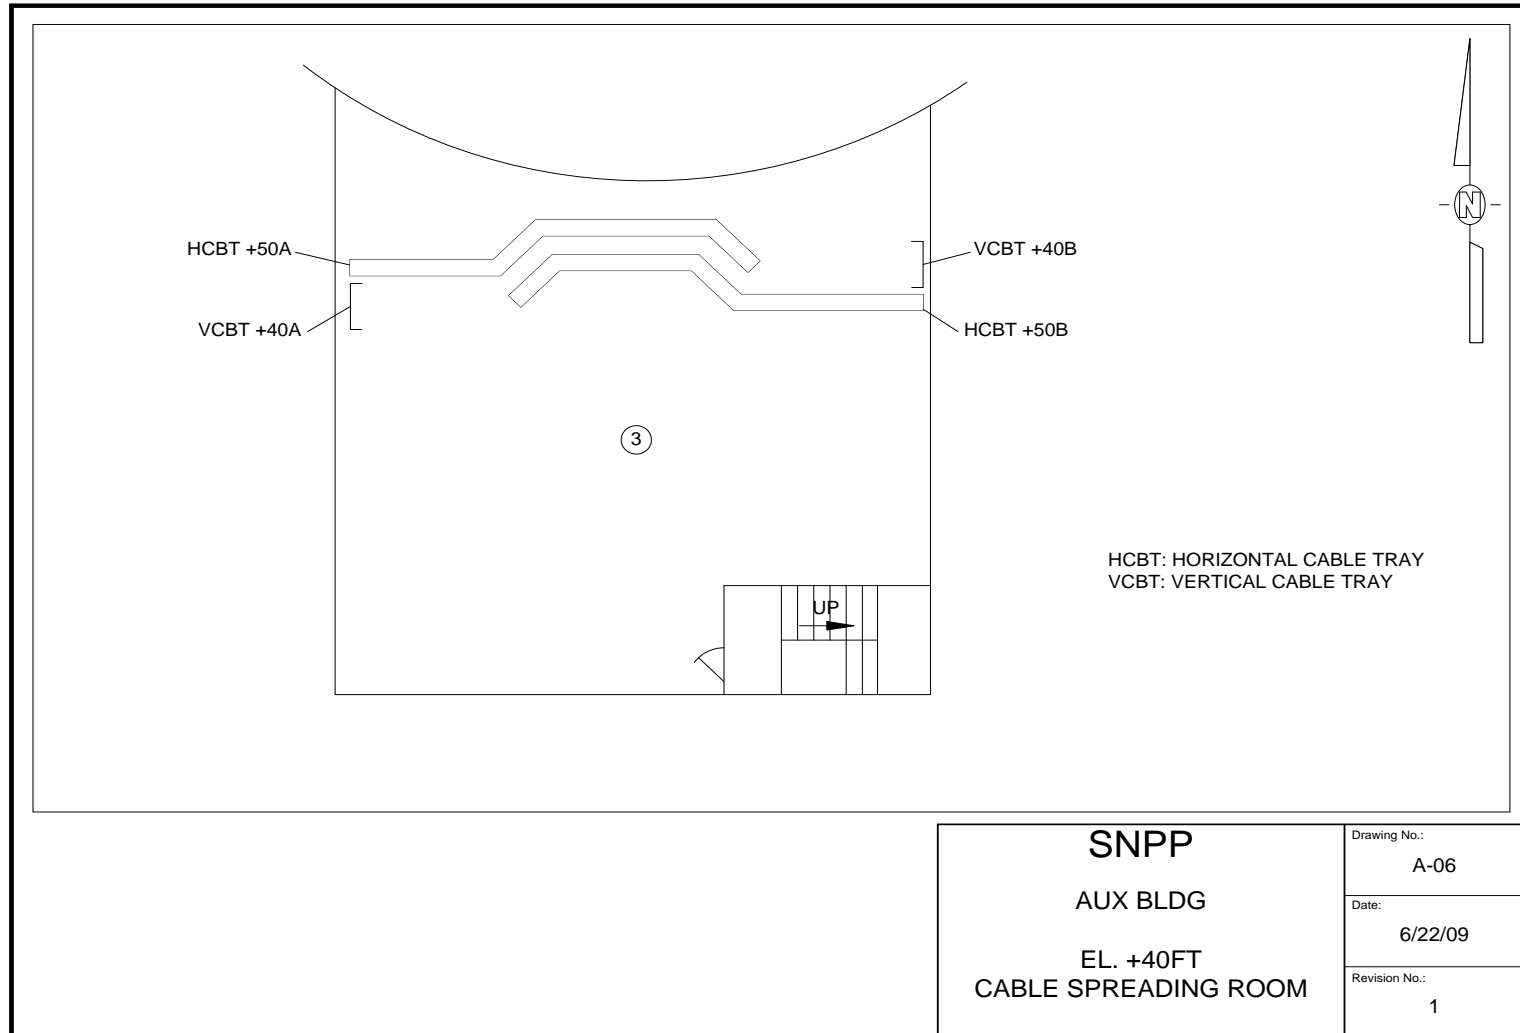 HCBT +50A
VCBT +40B
VCBT +40A
HCBT +50B
N
3
HCBT: HORIZONTAL CABLE TRAY
VCBT: VERTICAL CABLE TRAY
UP
SNPP
AUX BLDG
EL. +40FT
CABLE SPREADING ROOM
Drawing No.:
A-06
Date:
6/22/09
Revision No.:
1